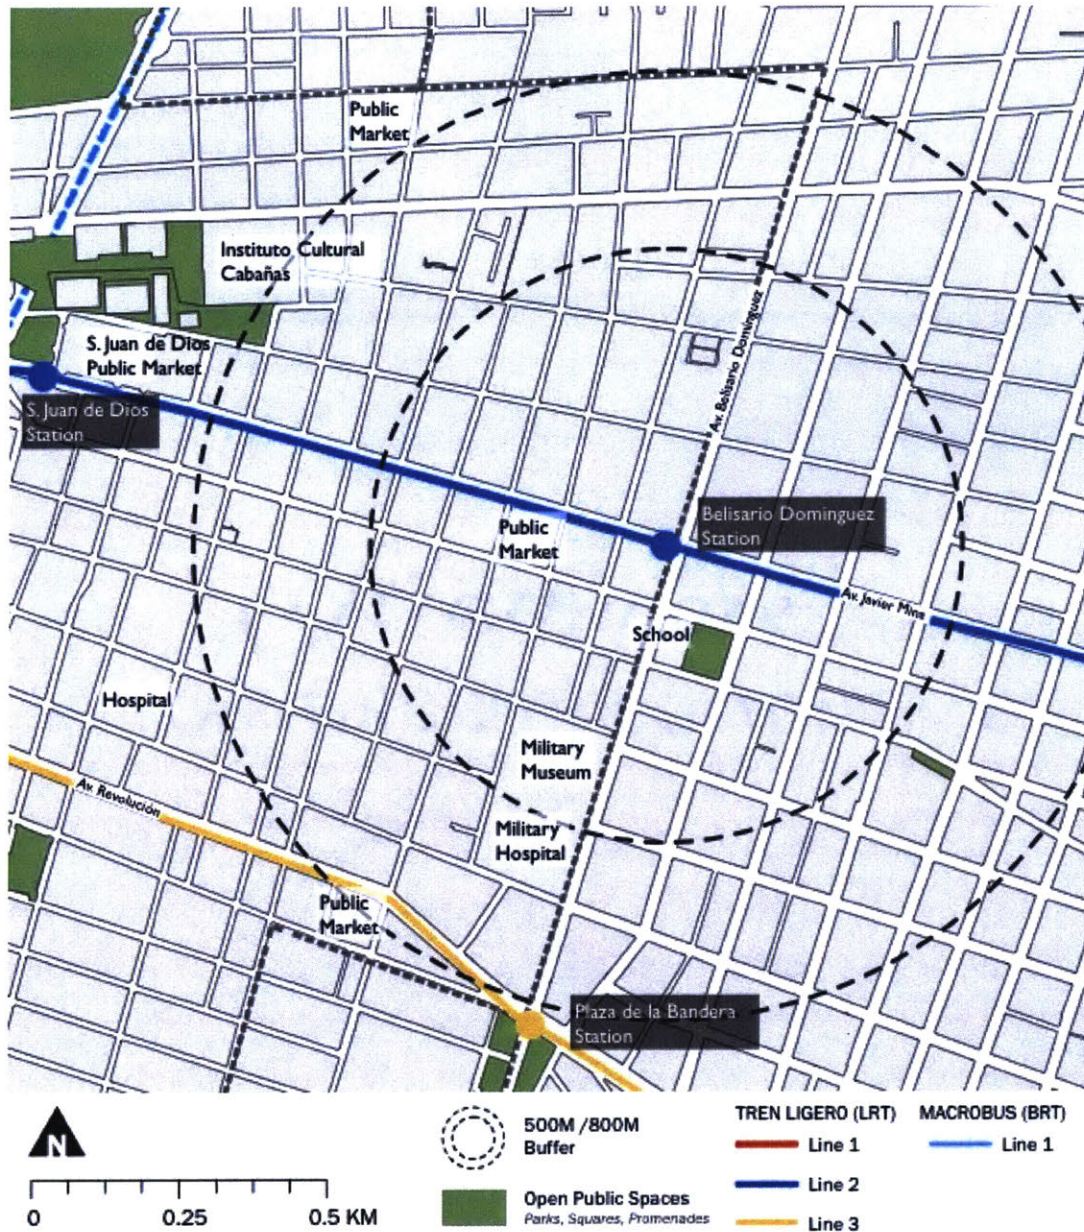 Public
Market
Instituto Cultural
Cabañas
Av. Belisario Domínguez
S. Juan de Dios
Public Market
S. Juan de Dios
Station
Belisario Dominguez
Station
Public
Market
Av. Javier Mina
School
Hospital
Military
Museum
Av. Revolución
Military
Hospital
Public
Market
Plaza de la Bandera
Station
N
0
0.25
0.5 KM
500M /800M
Buffer
Open Public Spaces
Parks, Squares, Promenades
TREN LIGERO (LRT)
Line 1
Line 2
Line 3
MACROBUS (BRT)
Line 1